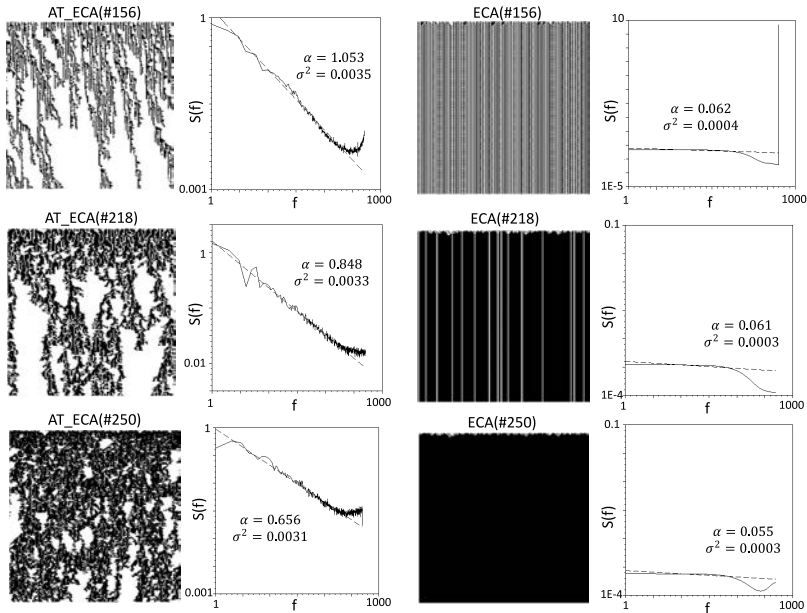 AT_ECA(#156)
1
S(f)
α = 1.053
σ² = 0.0035
0.001
1
f
1000
ECA(#156)
10
S(f)
α = 0.062
σ² = 0.0004
1E-5
1
f
1000
AT_ECA(#218)
1
S(f)
α = 0.848
σ² = 0.0033
0.01
1
f
1000
ECA(#218)
0.1
S(f)
α = 0.061
σ² = 0.0003
1E-4
1
f
1000
AT_ECA(#250)
1
S(f)
α = 0.656
σ² = 0.0031
0.001
1
f
1000
ECA(#250)
0.1
S(f)
α = 0.055
σ² = 0.0003
1E-4
1
f
1000